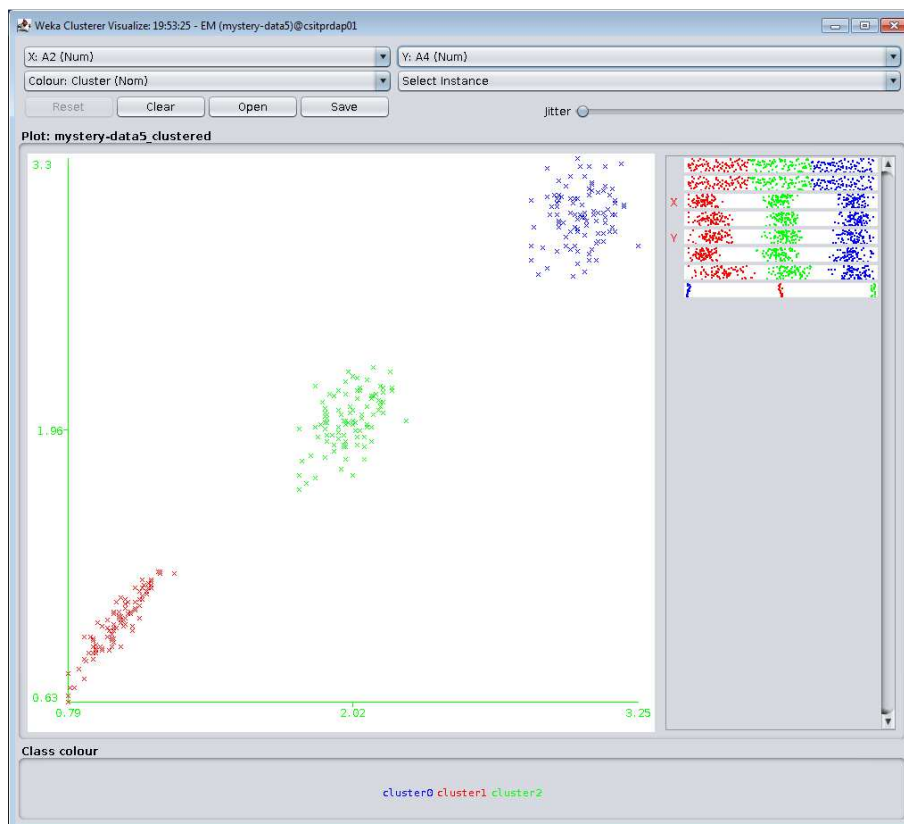 Weka Clusterer Visualize: 19:53:25 - EM (mystery-data5)@csitprdap01
X: A2 (Num) Y: A4 (Num)
Colour: Cluster (Nom) Select Instance
Reset Clear Open Save Jitter
Plot: mystery-data5_clustered
3.3
X
Y
1.96
0.63
0.79 2.02 3.25
Class colour
cluster0 cluster1 cluster2